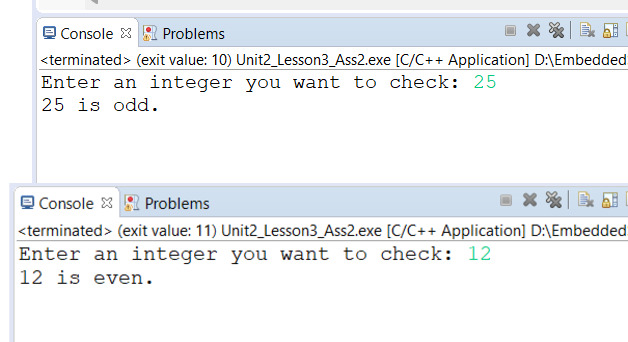 Console Problems
<terminated> (exit value: 10) Unit2_Lesson3_Ass2.exe [C/C++ Application] D:\Embedded
Enter an integer you want to check: 25
25 is odd.
Console Problems
<terminated> (exit value: 11) Unit2_Lesson3_Ass2.exe [C/C++ Application] D:\Embedded
Enter an integer you want to check: 12
12 is even.